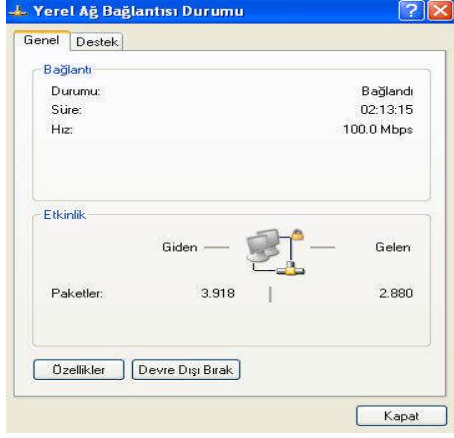 Yerel Ağ Bağlantısı Durumu
Genel Destek
Bağlantı
Durumu: Bağlandı
Süre: 02:13:15
Hız: 100.0 Mbps
Etkinlik
Giden Gelen
Paketler: 3.918 2.880
Özellikler Devre Dışı Bırak
Kapat